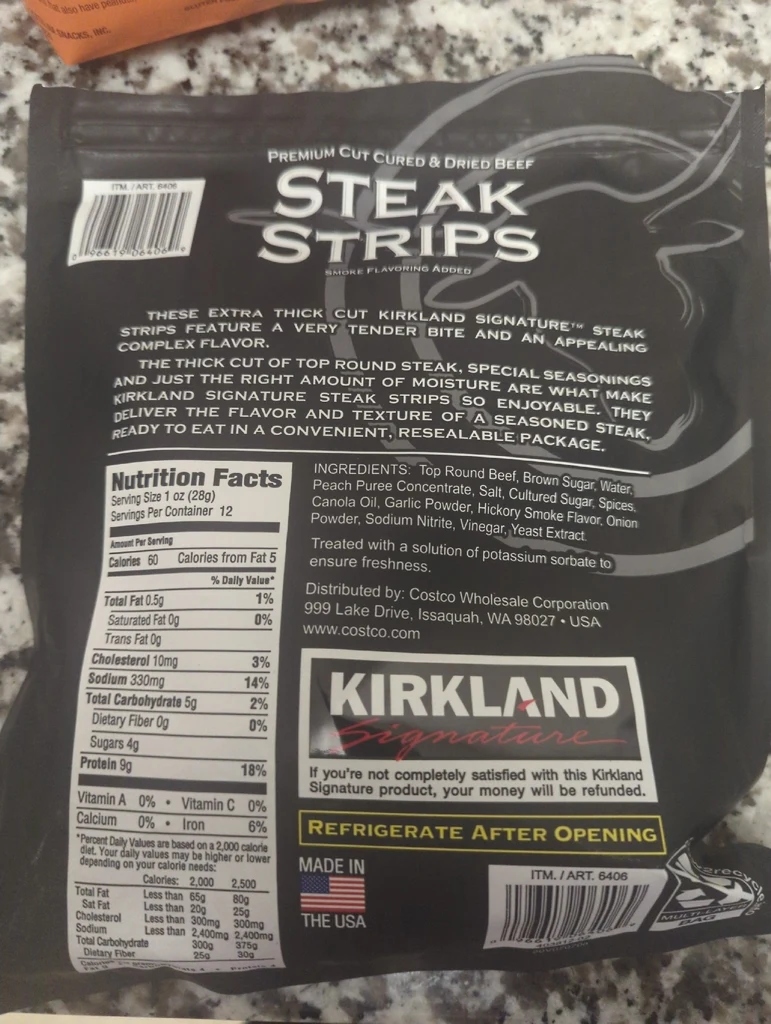 SNACKS, INC.
PREMIUM CUT CURED & DRIED BEEF
STEAK
STRIPS
SMOKE FLAVORING ADDED
ITM. / ART. 6406
0 96619 06406 9
THESE EXTRA THICK CUT KIRKLAND SIGNATURE™ STEAK
STRIPS FEATURE A VERY TENDER BITE AND AN APPEALING
COMPLEX FLAVOR.
THE THICK CUT OF TOP ROUND STEAK, SPECIAL SEASONINGS
AND JUST THE RIGHT AMOUNT OF MOISTURE ARE WHAT MAKE
KIRKLAND SIGNATURE STEAK STRIPS SO ENJOYABLE. THEY
DELIVER THE FLAVOR AND TEXTURE OF A SEASONED STEAK,
READY TO EAT IN A CONVENIENT, RESEALABLE PACKAGE.
Nutrition Facts
Serving Size 1 oz (28g)
Servings Per Container 12
Amount Per Serving
Calories 60 Calories from Fat 5
% Daily Value*
Total Fat 0.5g 1%
Saturated Fat 0g 0%
Trans Fat 0g
Cholesterol 10mg 3%
Sodium 330mg 14%
Total Carbohydrate 5g 2%
Dietary Fiber 0g 0%
Sugars 4g
Protein 9g 18%
Vitamin A 0% • Vitamin C 0%
Calcium 0% • Iron 6%
*Percent Daily Values are based on a 2,000 calorie
diet. Your daily values may be higher or lower
depending on your calorie needs:
Calories: 2,000 2,500
Total Fat Less than 65g 80g
Sat Fat Less than 20g 25g
Cholesterol Less than 300mg 300mg
Sodium Less than 2,400mg 2,400mg
Total Carbohydrate 300g 375g
Dietary Fiber 25g 30g
INGREDIENTS: Top Round Beef, Brown Sugar, Water,
Peach Puree Concentrate, Salt, Cultured Sugar, Spices,
Canola Oil, Garlic Powder, Hickory Smoke Flavor, Onion
Powder, Sodium Nitrite, Vinegar, Yeast Extract.
Treated with a solution of potassium sorbate to
ensure freshness.
Distributed by: Costco Wholesale Corporation
999 Lake Drive, Issaquah, WA 98027 • USA
www.costco.com
KIRKLAND
Signature
If you're not completely satisfied with this Kirkland
Signature product, your money will be refunded.
REFRIGERATE AFTER OPENING
MADE IN
THE USA
ITM. / ART. 6406
MULTI-LAYER
BAG